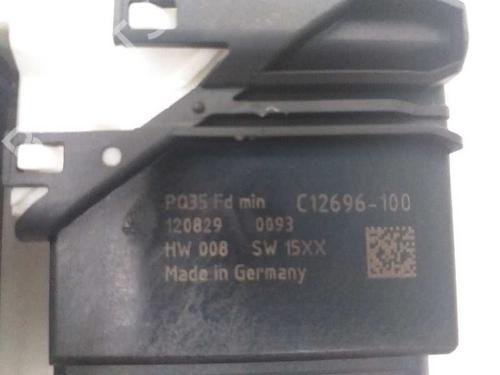 PQ35 Fd min C12696-100
120829 0093
HW 008 SW 15XX
Made in Germany